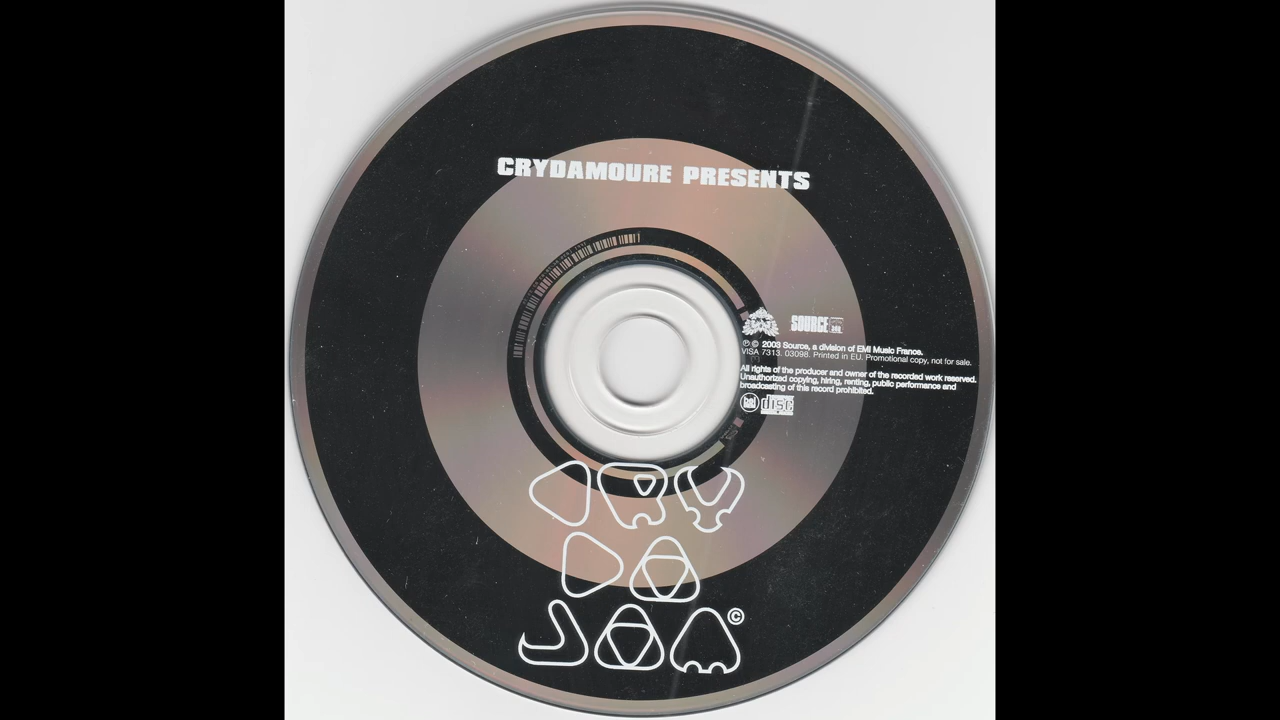 CRYDAMOURE PRESENTS
SOURCE
℗ © 2003 Source, a division of EMI Music France.
VISA 7313. 03098. Printed in EU. Promotional copy, not for sale.
All rights of the producer and owner of the recorded work reserved.
Unauthorized copying, hiring, renting, public performance and
broadcasting of this record prohibited.
disc
CRY
DA
JAM©